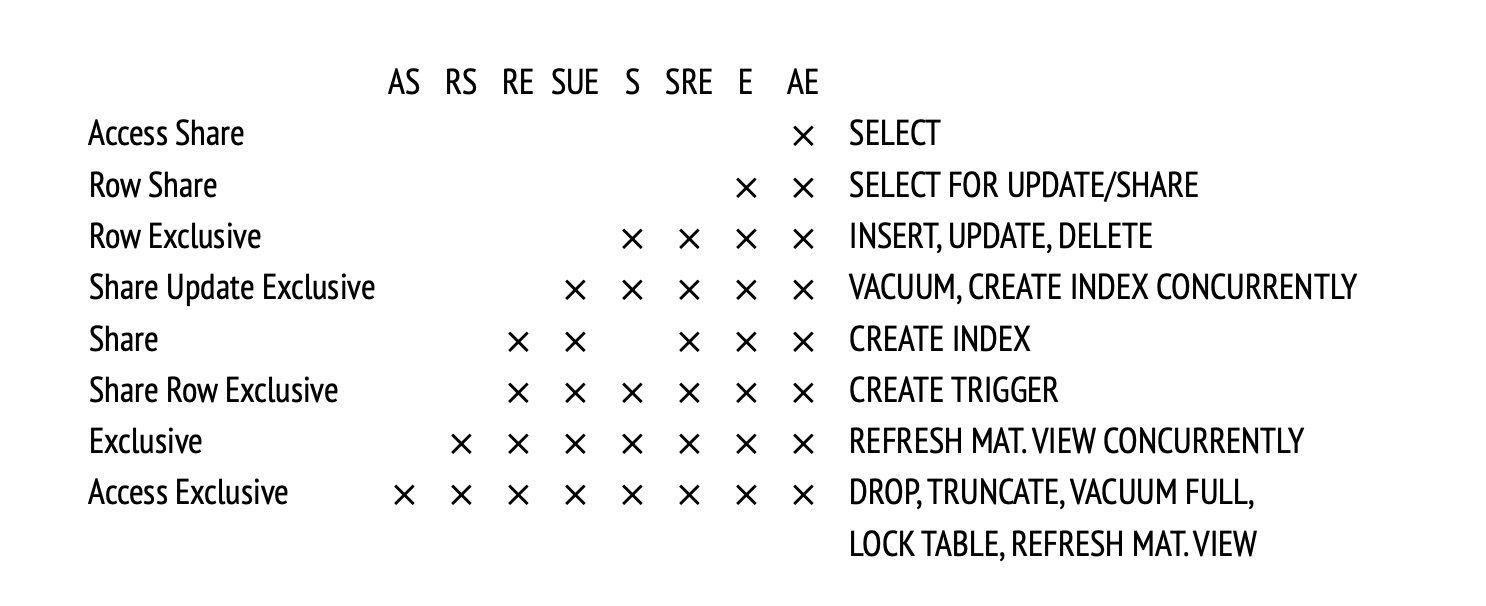 AS RS RE SUE S SRE E AE
Access Share × SELECT
Row Share × × SELECT FOR UPDATE/SHARE
Row Exclusive × × × × INSERT, UPDATE, DELETE
Share Update Exclusive × × × × × VACUUM, CREATE INDEX CONCURRENTLY
Share × × × × × CREATE INDEX
Share Row Exclusive × × × × × × CREATE TRIGGER
Exclusive × × × × × × × REFRESH MAT. VIEW CONCURRENTLY
Access Exclusive × × × × × × × × DROP, TRUNCATE, VACUUM FULL,
LOCK TABLE, REFRESH MAT. VIEW